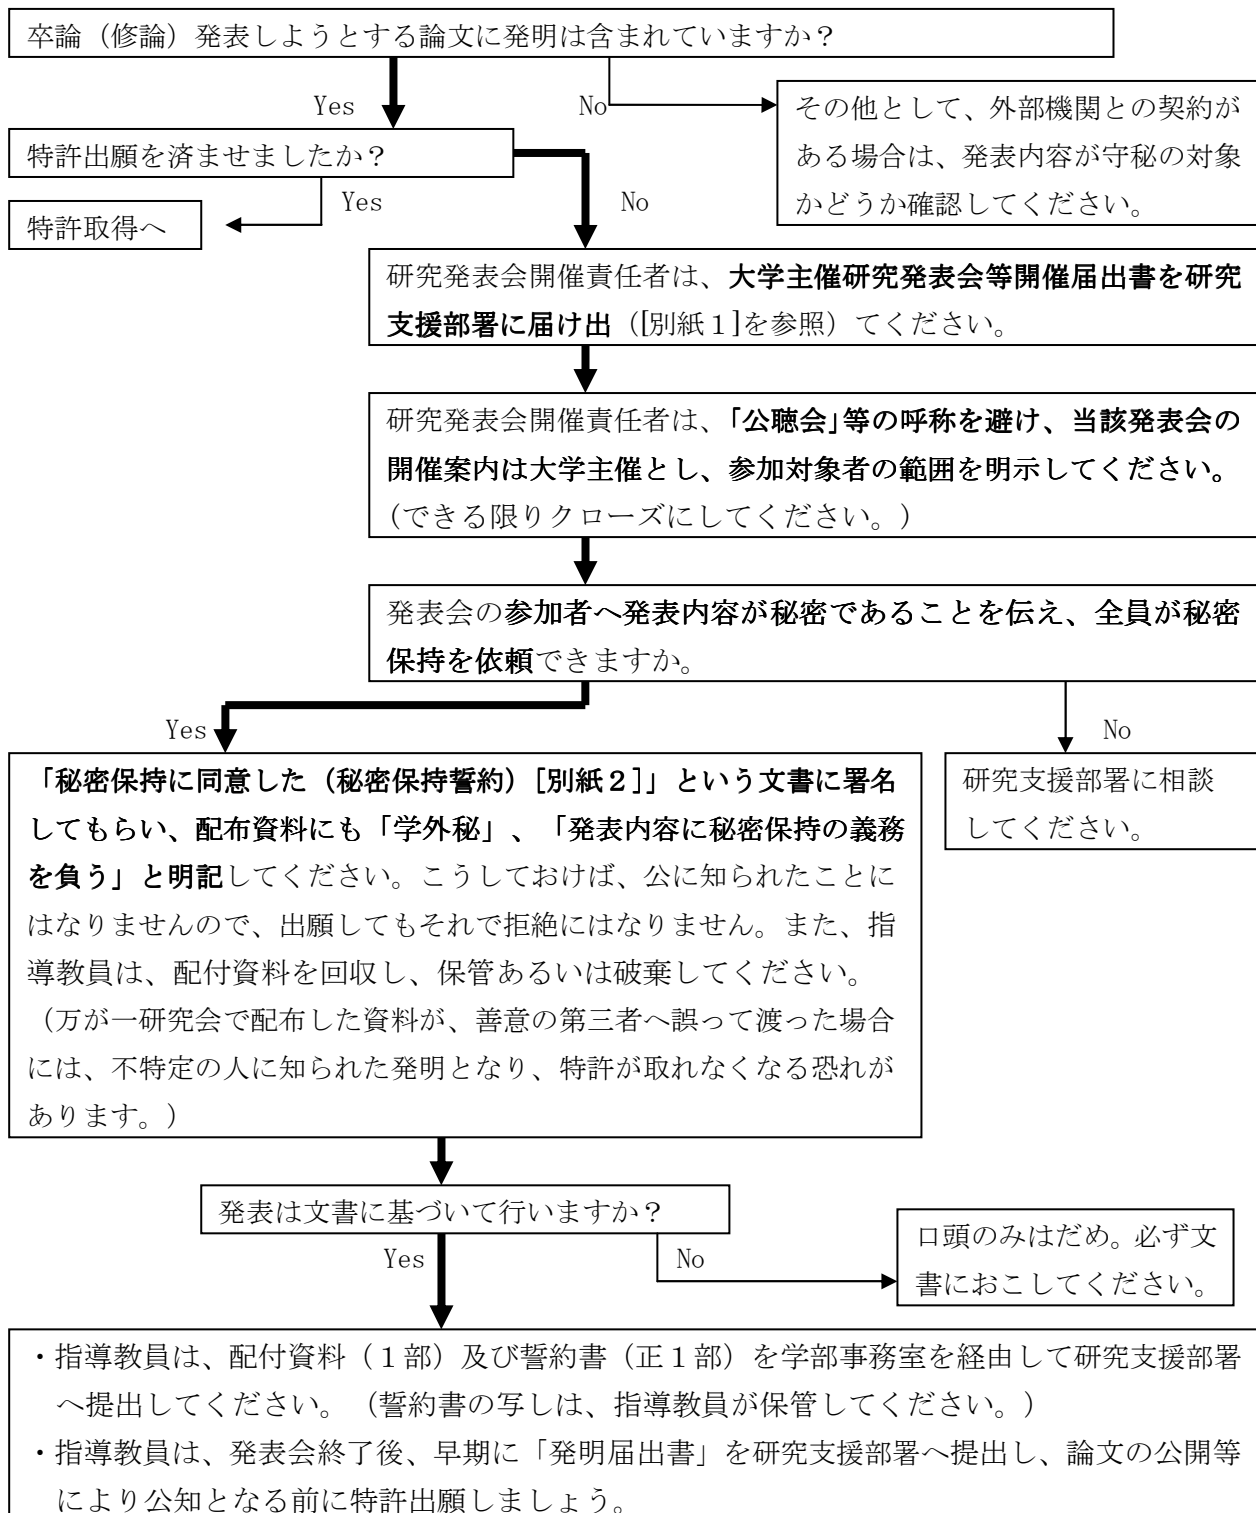 卒論（修論）発表しようとする論文に発明は含まれていますか？
Yes
No
その他として、外部機関との契約が
ある場合は、発表内容が守秘の対象
かどうか確認してください。
特許出願を済ませましたか？
Yes
No
特許取得へ
研究発表会開催責任者は、大学主催研究発表会等開催届出書を研究
支援部署に届け出（[別紙１]を参照）てください。
研究発表会開催責任者は、「公聴会」等の呼称を避け、当該発表会の
開催案内は大学主催とし、参加対象者の範囲を明示してください。
（できる限りクローズにしてください。）
発表会の参加者へ発表内容が秘密であることを伝え、全員が秘密
保持を依頼できますか。
Yes
No
「秘密保持に同意した（秘密保持誓約）[別紙２]」という文書に署名
してもらい、配布資料にも「学外秘」、「発表内容に秘密保持の義務
を負う」と明記してください。こうしておけば、公に知られたことに
はなりませんので、出願してもそれで拒絶にはなりません。また、指
導教員は、配付資料を回収し、保管あるいは破棄してください。
（万が一研究会で配布した資料が、善意の第三者へ誤って渡った場合
には、不特定の人に知られた発明となり、特許が取れなくなる恐れが
あります。）
研究支援部署に相談
してください。
発表は文書に基づいて行いますか？
Yes
No
口頭のみはだめ。必ず文
書におこしてください。
・指導教員は、配付資料（１部）及び誓約書（正１部）を学部事務室を経由して研究支援部署
へ提出してください。（誓約書の写しは、指導教員が保管してください。）
・指導教員は、発表会終了後、早期に「発明届出書」を研究支援部署へ提出し、論文の公開等
により公知となる前に特許出願しましょう。